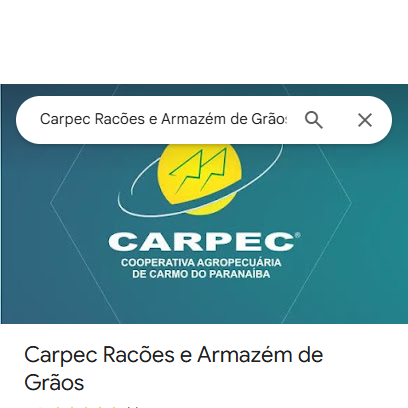 Carpec Racões e Armazém de Grãos
CARPEC®
COOPERATIVA AGROPECUÁRIA
DE CARMO DO PARANAÍBA
Carpec Racões e Armazém de
Grãos